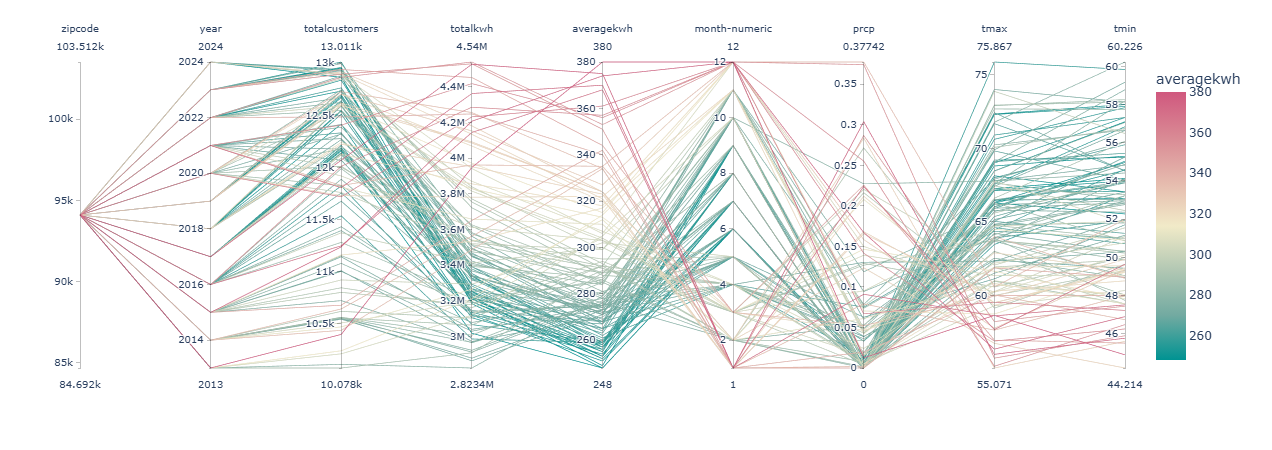 zipcode year totalcustomers totalkwh averagekwh month-numeric prcp tmax tmin
103.512k 2024 13.011k 4.54M 380 12 0.37742 75.867 60.226
averagekwh
2024 13k 380 12 75 60
4.4M 0.35 380
100k 2022 12.5k 4.2M 360 10 0.3 58 360
12k 4M 340 8 0.25 70 56 340
2020 54
95k 11.5k 3.8M 320 6 0.2 65 52 320
2018 3.6M 300 0.15 50 300
90k 2016 11k 3.4M 280 4 0.1 60 48 280
10.5k 3.2M 260 2 0.05 46 260
85k 2014 3M 0
84.692k 2013 10.078k 2.8234M 248 1 0 55.071 44.214